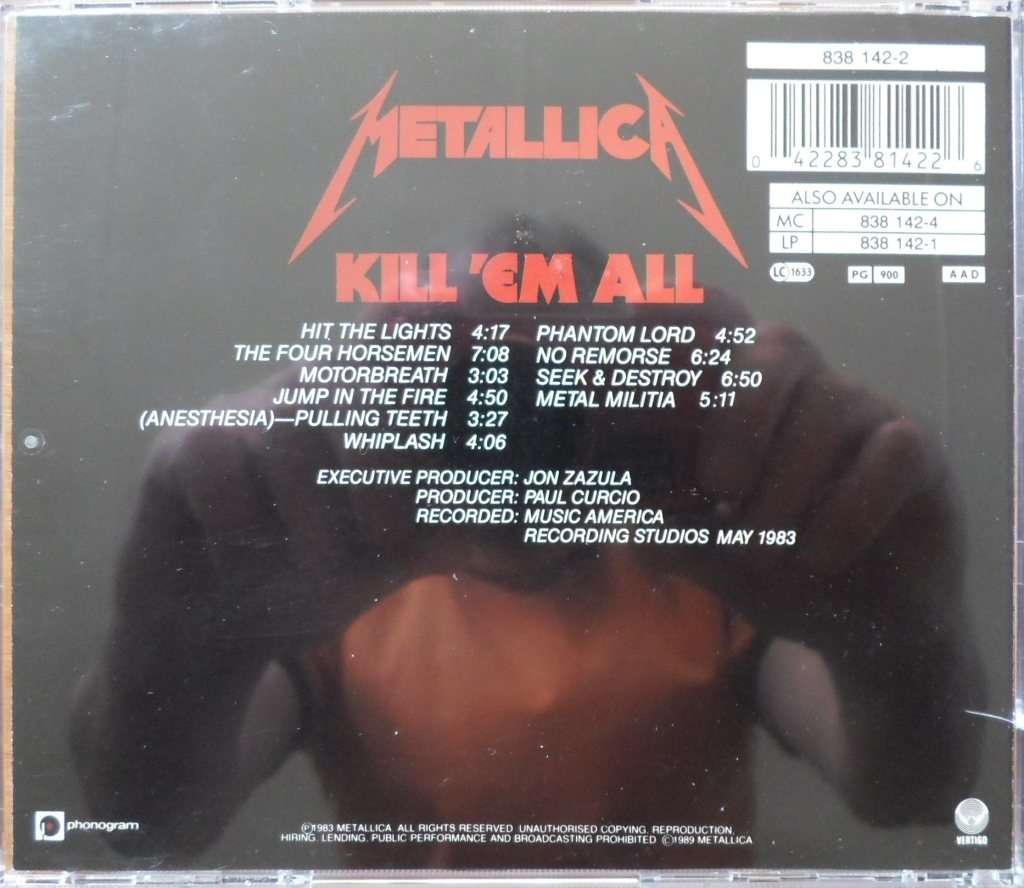 838 142-2
0 42283 81422 6
ALSO AVAILABLE ON
MC 838 142-4
LP 838 142-1
LC 1633 PG 900 AAD
METALLICA
KILL 'EM ALL
HIT THE LIGHTS 4:17
THE FOUR HORSEMEN 7:08
MOTORBREATH 3:03
JUMP IN THE FIRE 4:50
(ANESTHESIA)—PULLING TEETH 3:27
WHIPLASH 4:06
PHANTOM LORD 4:52
NO REMORSE 6:24
SEEK & DESTROY 6:50
METAL MILITIA 5:11
EXECUTIVE PRODUCER: JON ZAZULA
PRODUCER: PAUL CURCIO
RECORDED: MUSIC AMERICA
RECORDING STUDIOS MAY 1983
phonogram
Ⓟ1983 METALLICA. ALL RIGHTS RESERVED. UNAUTHORISED COPYING, REPRODUCTION,
HIRING, LENDING, PUBLIC PERFORMANCE AND BROADCASTING PROHIBITED. ©1989 METALLICA
VERTIGO